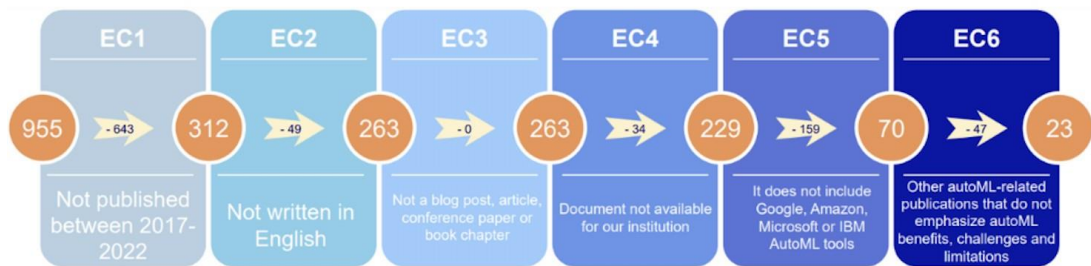 EC1
EC2
EC3
EC4
EC5
EC6
955
- 643
312
- 49
263
- 0
263
- 34
229
- 159
70
- 47
23
Not published
between 2017-
2022
Not written in
English
Not a blog post, article,
conference paper or
book chapter
Document not available
for our institution
It does not include
Google, Amazon,
Microsoft or IBM
AutoML tools
Other autoML-related
publications that do not
emphasize autoML
benefits, challenges and
limitations